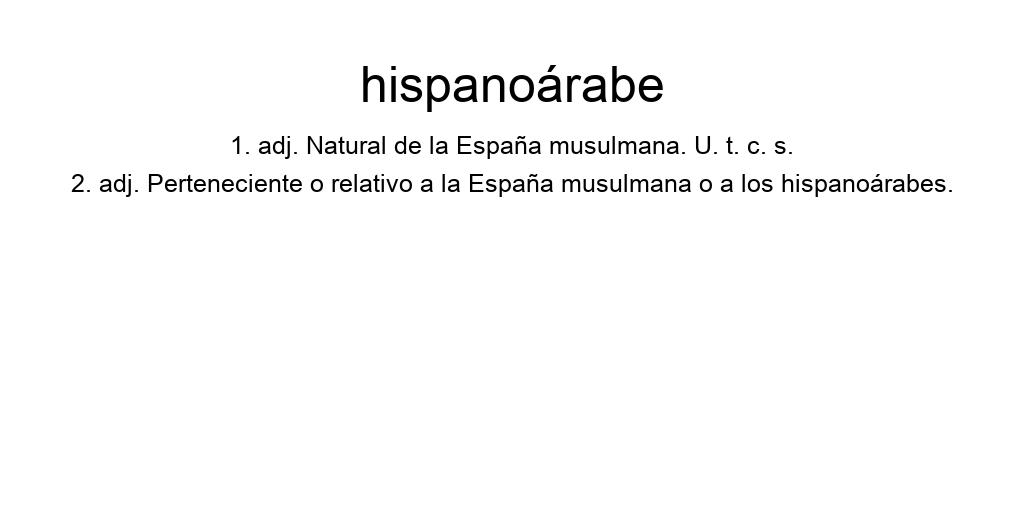 hispanoárabe
1. adj. Natural de la España musulmana. U. t. c. s.
2. adj. Perteneciente o relativo a la España musulmana o a los hispanoárabes.